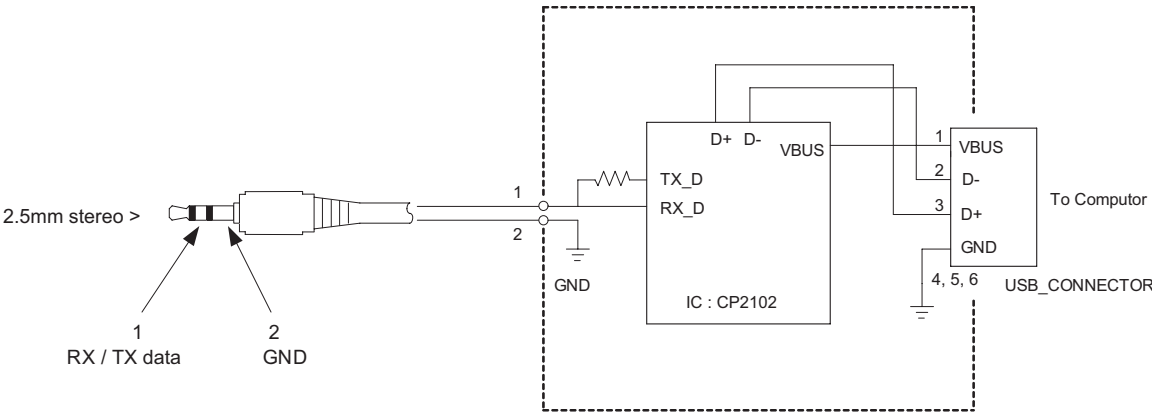 D+ D-
VBUS
1
VBUS
TX_D
2
D-
1
To Computor
2.5mm stereo >
RX_D
3
D+
2
GND
GND
4, 5, 6
USB_CONNECTOR
IC : CP2102
1
RX / TX data
2
GND